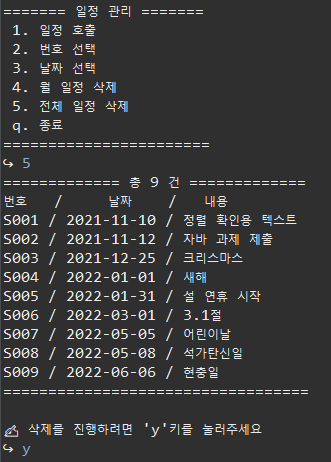 ======= 일정 관리 =======
1. 일정 호출
2. 번호 선택
3. 날짜 선택
4. 월 일정 삭제
5. 전체 일정 삭제
q. 종료
=======================
↪ 5
============= 총 9 건 =============
번호 / 날짜 / 내용
S001 / 2021-11-10 / 정렬 확인용 텍스트
S002 / 2021-11-12 / 자바 과제 제출
S003 / 2021-12-25 / 크리스마스
S004 / 2022-01-01 / 새해
S005 / 2022-01-31 / 설 연휴 시작
S006 / 2022-03-01 / 3.1절
S007 / 2022-05-05 / 어린이날
S008 / 2022-05-08 / 석가탄신일
S009 / 2022-06-06 / 현충일
==================================
✍ 삭제를 진행하려면 'y'키를 눌러주세요
↪ y